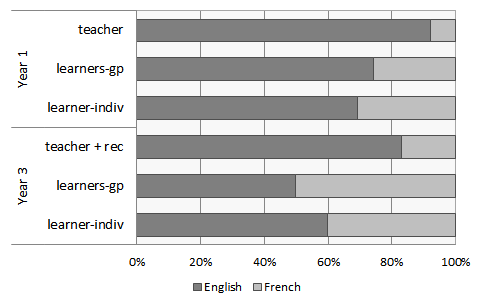 Year 1
teacher
learners-gp
learner-indiv
Year 3
teacher + rec
learners-gp
learner-indiv
0% 20% 40% 60% 80% 100%
English French